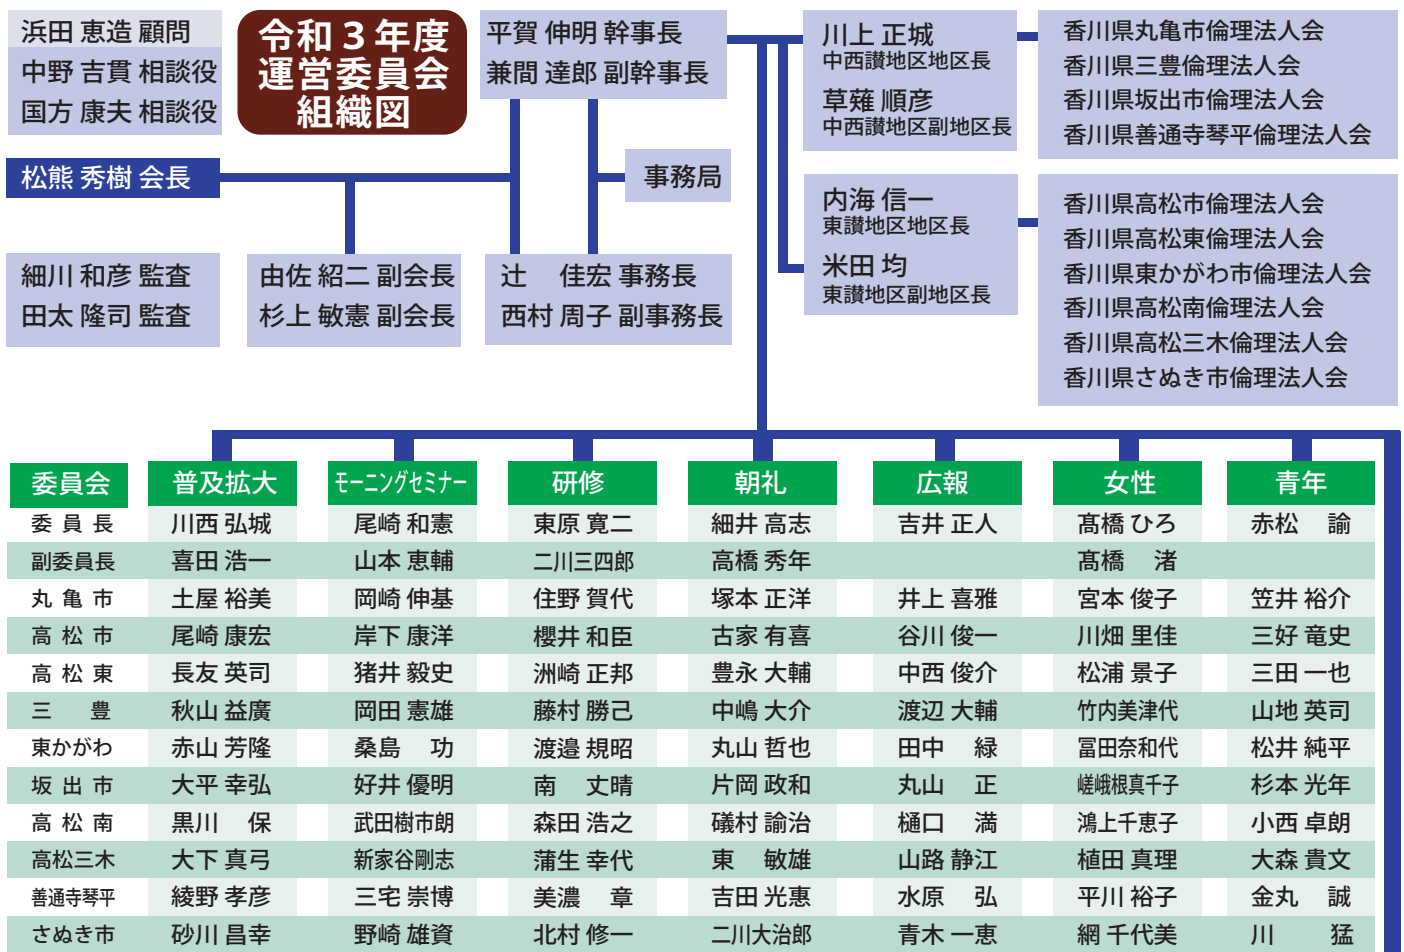 浜田 恵造 顧問
中野 吉貫 相談役
国方 康夫 相談役
令和３年度
運営委員会
組織図
平賀 伸明 幹事長
兼間 達郎 副幹事長
川上 正城
中西讃地区地区長
草薙 順彦
中西讃地区副地区長
香川県丸亀市倫理法人会
香川県三豊倫理法人会
香川県坂出市倫理法人会
香川県善通寺琴平倫理法人会
松熊 秀樹 会長
事務局
内海 信一
東讃地区地区長
米田 均
東讃地区副地区長
香川県高松市倫理法人会
香川県高松東倫理法人会
香川県東かがわ市倫理法人会
香川県高松南倫理法人会
香川県高松三木倫理法人会
香川県さぬき市倫理法人会
細川 和彦 監査
田太 隆司 監査
由佐 紹二 副会長
杉上 敏憲 副会長
辻　佳宏 事務長
西村 周子 副事務長
委員会 普及拡大 モーニングセミナー 研修 朝礼 広報 女性 青年
委員長 川西 弘城 尾崎 和憲 東原 寛二 細井 高志 吉井 正人 髙橋 ひろ 赤松　諭
副委員長 喜田 浩一 山本 恵輔 二川三四郎 高橋 秀年 髙橋　渚
丸亀市 土屋 裕美 岡崎 伸基 住野 賀代 塚本 正洋 井上 喜雅 宮本 俊子 笠井 裕介
高松市 尾崎 康宏 岸下 康洋 櫻井 和臣 古家 有喜 谷川 俊一 川畑 里佳 三好 竜史
高松東 長友 英司 猪井 毅史 洲崎 正邦 豊永 大輔 中西 俊介 松浦 景子 三田 一也
三　豊 秋山 益廣 岡田 憲雄 藤村 勝己 中嶋 大介 渡辺 大輔 竹内美津代 山地 英司
東かがわ 赤山 芳隆 桑島　功 渡邉 規昭 丸山 哲也 田中　緑 冨田奈和代 松井 純平
坂出市 大平 幸弘 好井 優明 南　丈晴 片岡 政和 丸山　正 嵯峨根真千子 杉本 光年
高松南 黒川　保 武田樹市朗 森田 浩之 礒村 諭治 樋口　満 鴻上千恵子 小西 卓朗
高松三木 大下 真弓 新家谷剛志 蒲生 幸代 東　敏雄 山路 静江 植田 真理 大森 貴文
善通寺琴平 綾野 孝彦 三宅 崇博 美濃　章 吉田 光惠 水原　弘 平川 裕子 金丸　誠
さぬき市 砂川 昌幸 野崎 雄資 北村 修一 二川大治郎 青木 一恵 網 千代美 川　猛